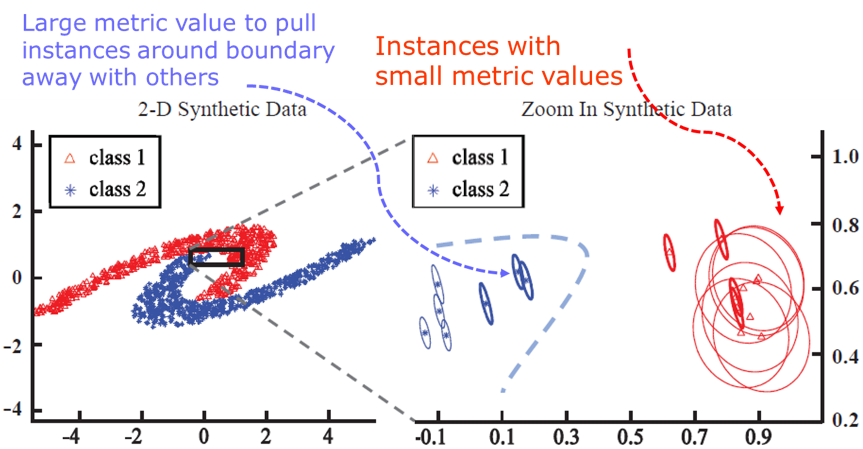 Large metric value to pull
instances around boundary
away with others
Instances with
small metric values
2-D Synthetic Data
Zoom In Synthetic Data
4
2
0
-2
-4
class 1
class 2
-4
-2
0
2
4
class 1
class 2
1.0
0.8
0.6
0.4
0.2
-0.1
0.1
0.3
0.5
0.7
0.9